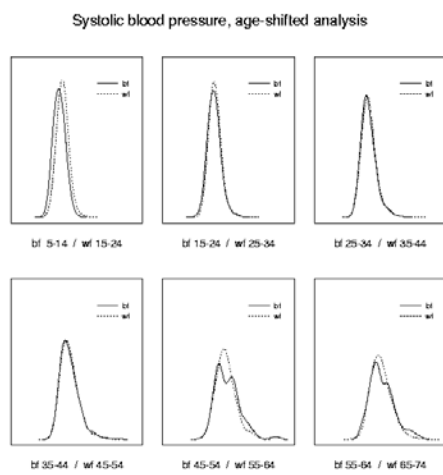 Systolic blood pressure, age-shifted analysis
bf
wf
bf
wf
bf
wf
bf 5-14 / wf 15-24
bf 15-24 / wf 25-34
bf 25-34 / wf 35-44
bf
wf
bf
wf
bf
wf
bf 35-44 / wf 45-54
bf 45-54 / wf 55-64
bf 55-64 / wf 65-74